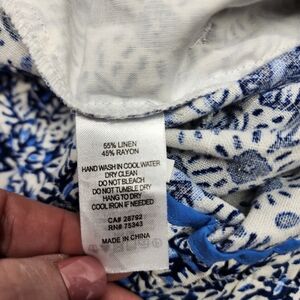 55% LINEN
45% RAYON
HAND WASH IN COOL WATER
DRY CLEAN
DO NOT BLEACH
DO NOT TUMBLE DRY
HANG TO DRY
COOL IRON IF NEEDED
CA# 28792
RN# 75343
MADE IN CHINA